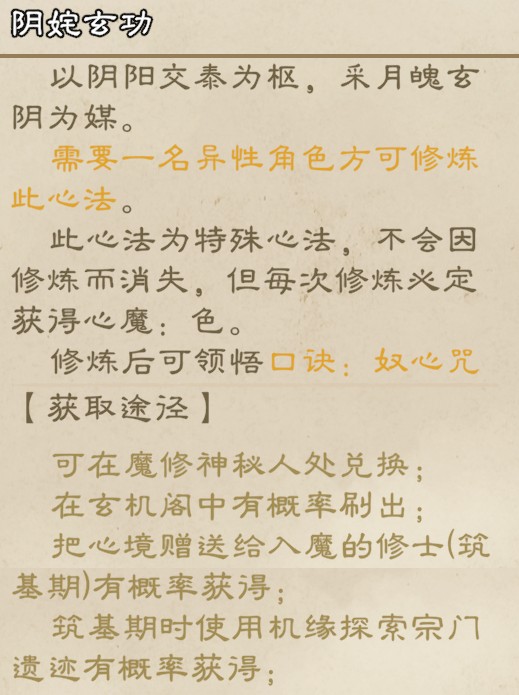 阴姹玄功
以阴阳交泰为枢，采月魄玄
阴为媒。
需要一名异性角色方可修炼
此心法。
此心法为特殊心法，不会因
修炼而消失，但每次修炼必定
获得心魔：色。
修炼后可领悟口诀：奴心咒
【获取途径】
可在魔修神秘人处兑换；
在玄机阁中有概率刷出；
把心境赠送给入魔的修士(筑
基期)有概率获得；
筑基期时使用机缘探索宗门
遗迹有概率获得；